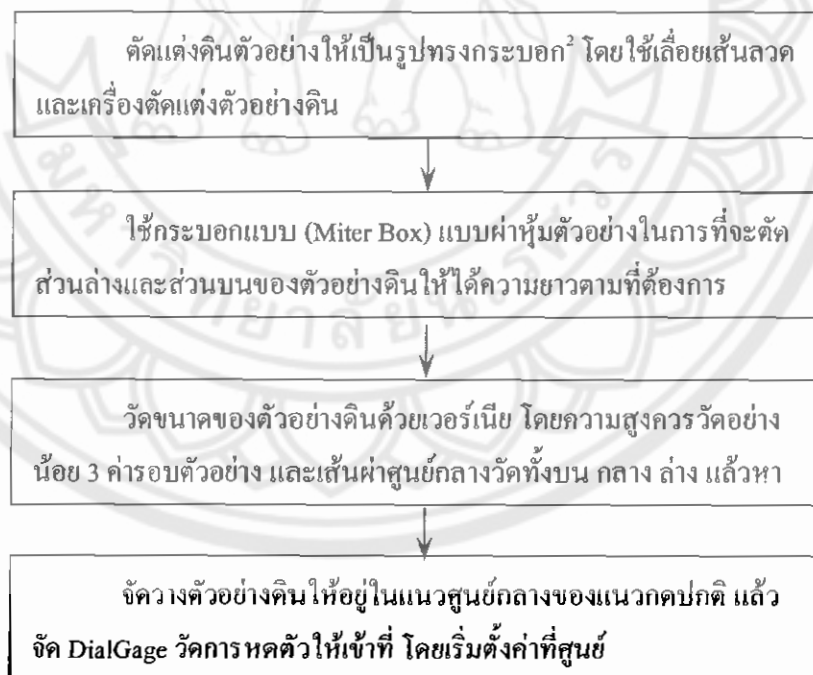 ตัดแต่งดินตัวอย่างให้เป็นรูปทรงกระบอก² โดยใช้เลื่อยเส้นลวด
และเครื่องตัดแต่งตัวอย่างดิน
ใช้กระบอกแบบ (Miter Box) แบบผ่าหุ้มตัวอย่างในการที่จะตัด
ส่วนล่างและส่วนบนของตัวอย่างดินให้ได้ความยาวตามที่ต้องการ
วัดขนาดของตัวอย่างดินด้วยเวอร์เนีย โดยความสูงควรวัดอย่าง
น้อย 3 ค่ารอบตัวอย่าง และเส้นผ่าศูนย์กลางวัดทั้งบน กลาง ล่าง แล้วหา
จัดวางตัวอย่างดินให้อยู่ในแนวศูนย์กลางของแนวกดปกติ แล้ว
จัด DialGage วัดการหดตัวให้เข้าที่ โดยเริ่มตั้งค่าที่ศูนย์